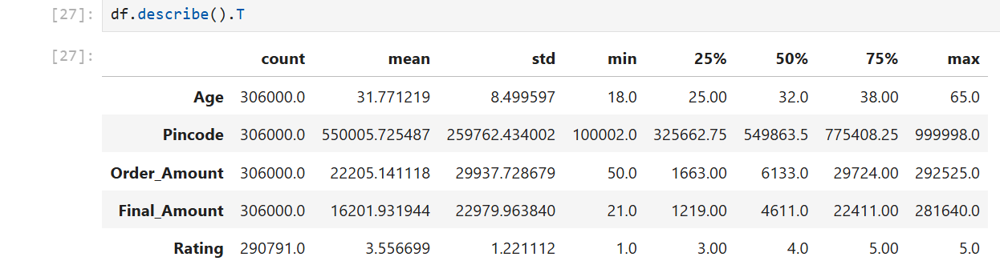 [27]: df.describe().T
[27]:
count mean std min 25% 50% 75% max
Age 306000.0 31.771219 8.499597 18.0 25.00 32.0 38.00 65.0
Pincode 306000.0 550005.725487 259762.434002 100002.0 325662.75 549863.5 775408.25 999998.0
Order_Amount 306000.0 22205.141118 29937.728679 50.0 1663.00 6133.0 29724.00 292525.0
Final_Amount 306000.0 16201.931944 22979.963840 21.0 1219.00 4611.0 22411.00 281640.0
Rating 290791.0 3.556699 1.221112 1.0 3.00 4.0 5.00 5.0